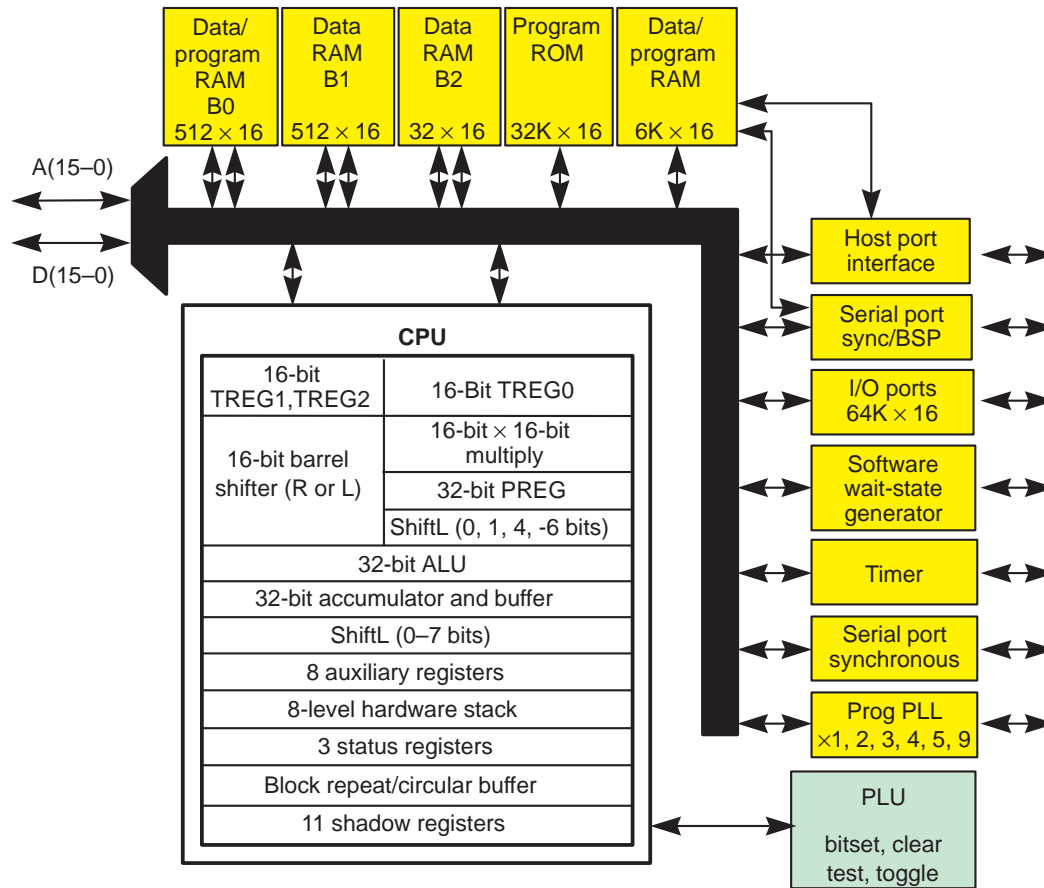 Data/
program
RAM
B0
512 × 16
Data
RAM
B1
512 × 16
Data
RAM
B2
32 × 16
Program
ROM
32K × 16
Data/
program
RAM
6K × 16
A(15–0)
D(15–0)
CPU
16-bit
TREG1,TREG2
16-Bit TREG0
16-bit barrel
shifter (R or L)
16-bit × 16-bit
multiply
32-bit PREG
ShiftL (0, 1, 4, -6 bits)
32-bit ALU
32-bit accumulator and buffer
ShiftL (0–7 bits)
8 auxiliary registers
8-level hardware stack
3 status registers
Block repeat/circular buffer
11 shadow registers
Host port
interface
Serial port
sync/BSP
I/O ports
64K × 16
Software
wait-state
generator
Timer
Serial port
synchronous
Prog PLL
×1, 2, 3, 4, 5, 9
PLU
bitset, clear
test, toggle